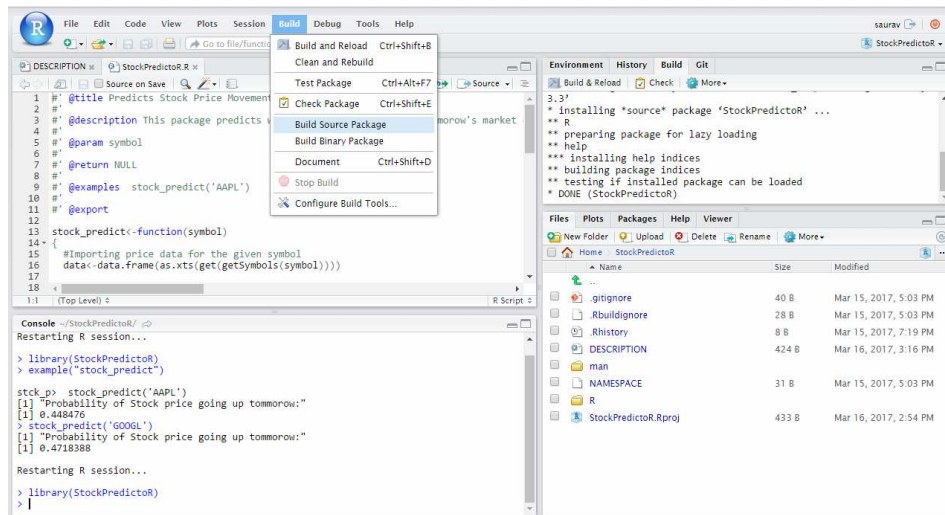 File Edit Code View Plots Session Build Debug Tools Help
saurav
Go to file/functio
StockPredictoR
Build and Reload Ctrl+Shift+B
Clean and Rebuild
Test Package Ctrl+Alt+F7
Check Package Ctrl+Shift+E
Build Source Package
Build Binary Package
Document Ctrl+Shift+D
Stop Build
Configure Build Tools...
DESCRIPTION
StockPredictoR.R
Source on Save
Source
1 #' @title Predicts Stock Price Movement
2 #'
3 #' @description This package predicts w
morow's market
4 #'
5 #' @param symbol
6 #'
7 #' @return NULL
8 #'
9 #' @examples stock_predict('AAPL')
10 #'
11 #' @export
12
13 stock_predict<-function(symbol)
14 {
15 #Importing price data for the given symbol
16 data<-data.frame(as.xts(get(getSymbols(symbol))))
17
18
1:1 (Top Level) R Script
Console ~/StockPredictoR/
Restarting R session...
> library(StockPredictoR)
> example("stock_predict")
stck_p> stock_predict('AAPL')
[1] "Probability of Stock price going up tommorow:"
[1] 0.448476
> stock_predict('GOOGL')
[1] "Probability of Stock price going up tommorow:"
[1] 0.4718388
Restarting R session...
> library(StockPredictoR)
>
Environment History Build Git
Build & Reload Check More
3.3’
* installing *source* package ‘StockPredictoR’ ...
** R
** preparing package for lazy loading
** help
*** installing help indices
** building package indices
** testing if installed package can be loaded
* DONE (StockPredictoR)
Files Plots Packages Help Viewer
New Folder Upload Delete Rename More
Home StockPredictoR
Name Size Modified
..
.gitignore 40 B Mar 15, 2017, 5:03 PM
.Rbuildignore 28 B Mar 15, 2017, 5:03 PM
.Rhistory 8 B Mar 15, 2017, 7:19 PM
DESCRIPTION 424 B Mar 16, 2017, 3:16 PM
man
NAMESPACE 31 B Mar 15, 2017, 5:03 PM
R
StockPredictoR.Rproj 433 B Mar 16, 2017, 2:54 PM